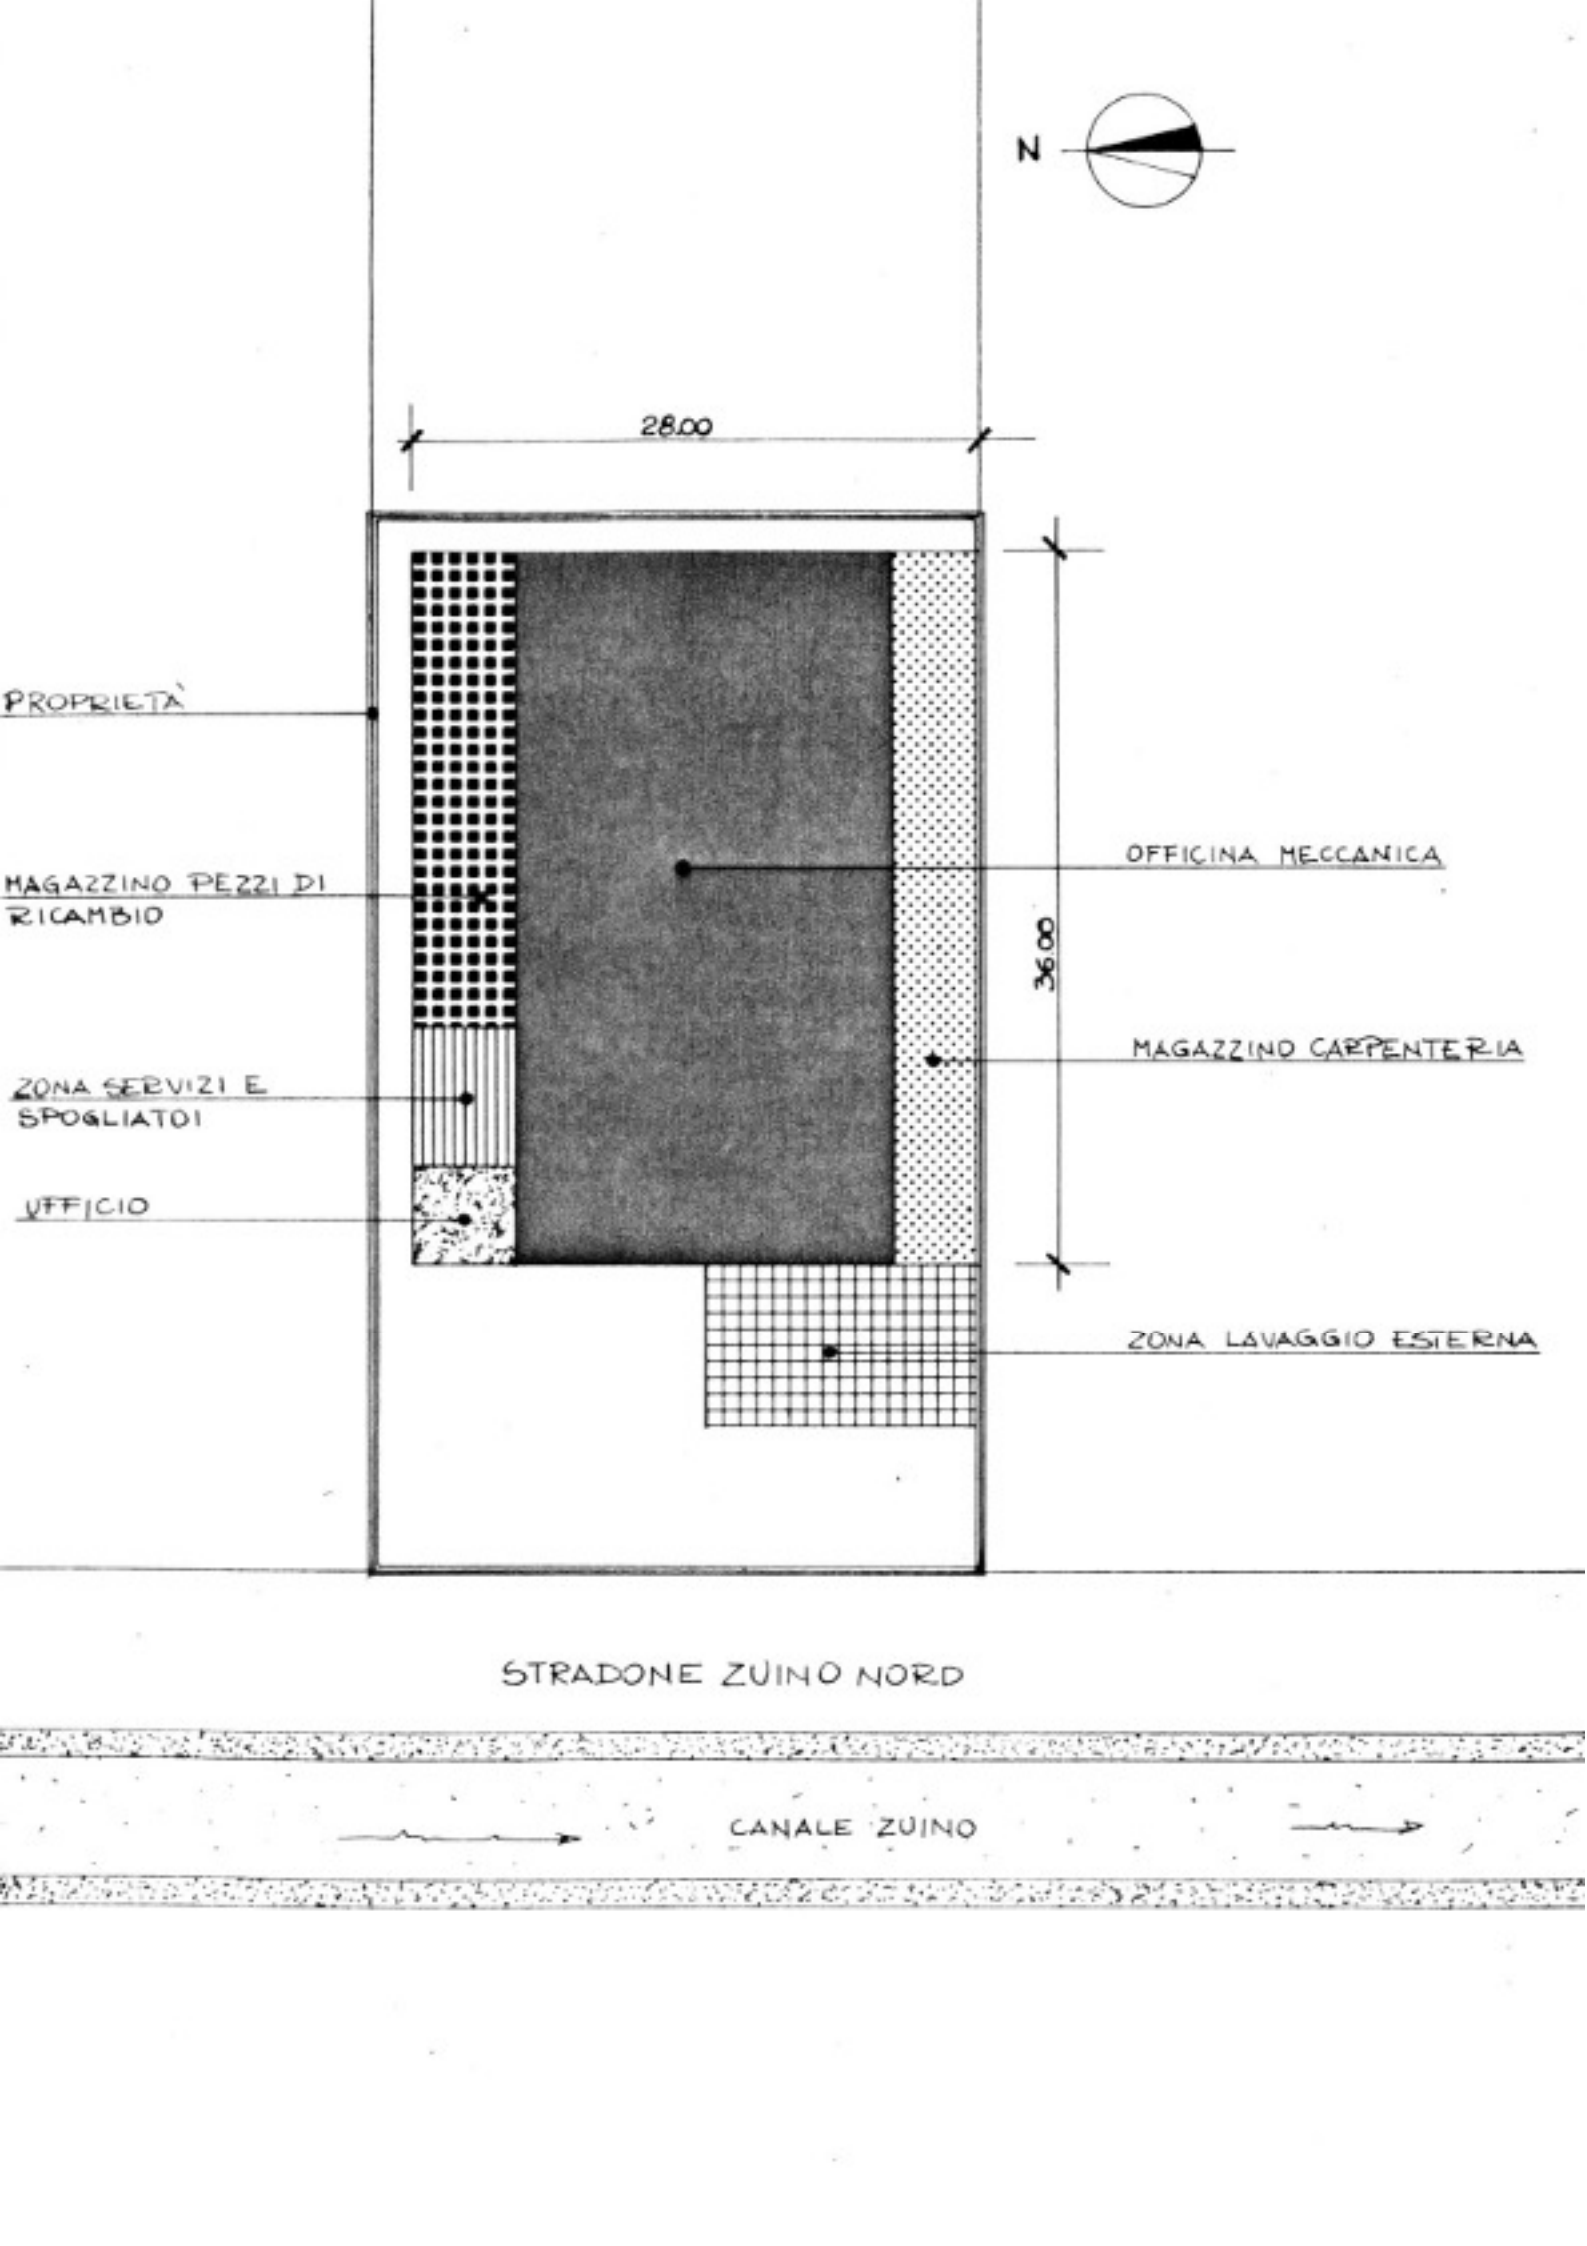 N
28.00
PROPRIETÀ
OFFICINA MECCANICA
MAGAZZINO PEZZI DI
RICAMBIO
36.00
MAGAZZINO CARPENTERIA
ZONA SERVIZI E
SPOGLIATOI
UFFICIO
ZONA LAVAGGIO ESTERNA
STRADONE ZUINO NORD
CANALE ZUINO